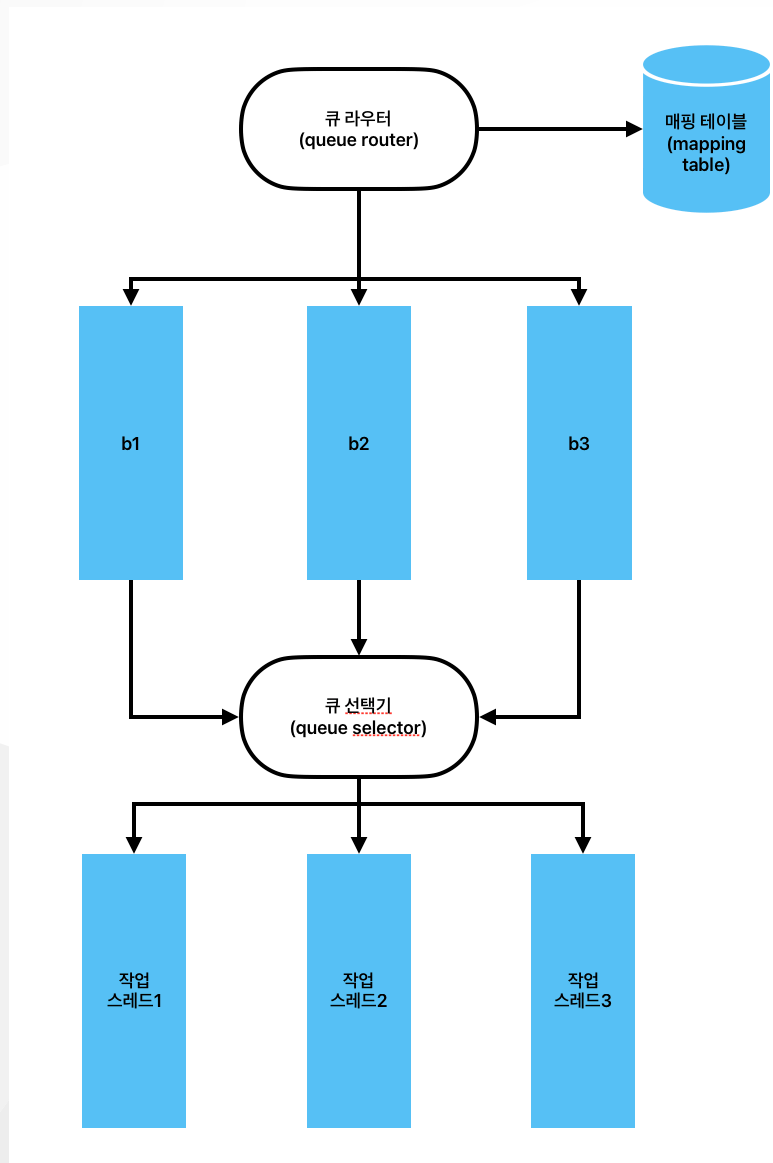 큐 라우터
(queue router)
매핑 테이블
(mapping
table)
b1
b2
b3
큐 선택기
(queue selector)
작업
스레드1
작업
스레드2
작업
스레드3